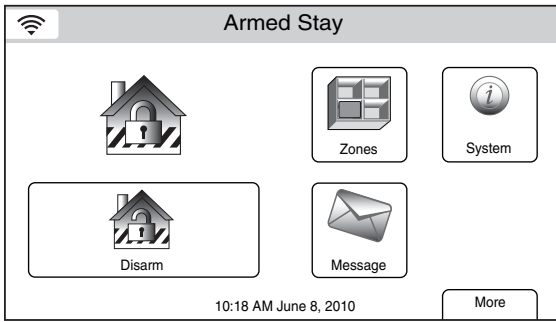 Armed Stay
Zones
System
Disarm
Message
10:18 AM June 8, 2010
More